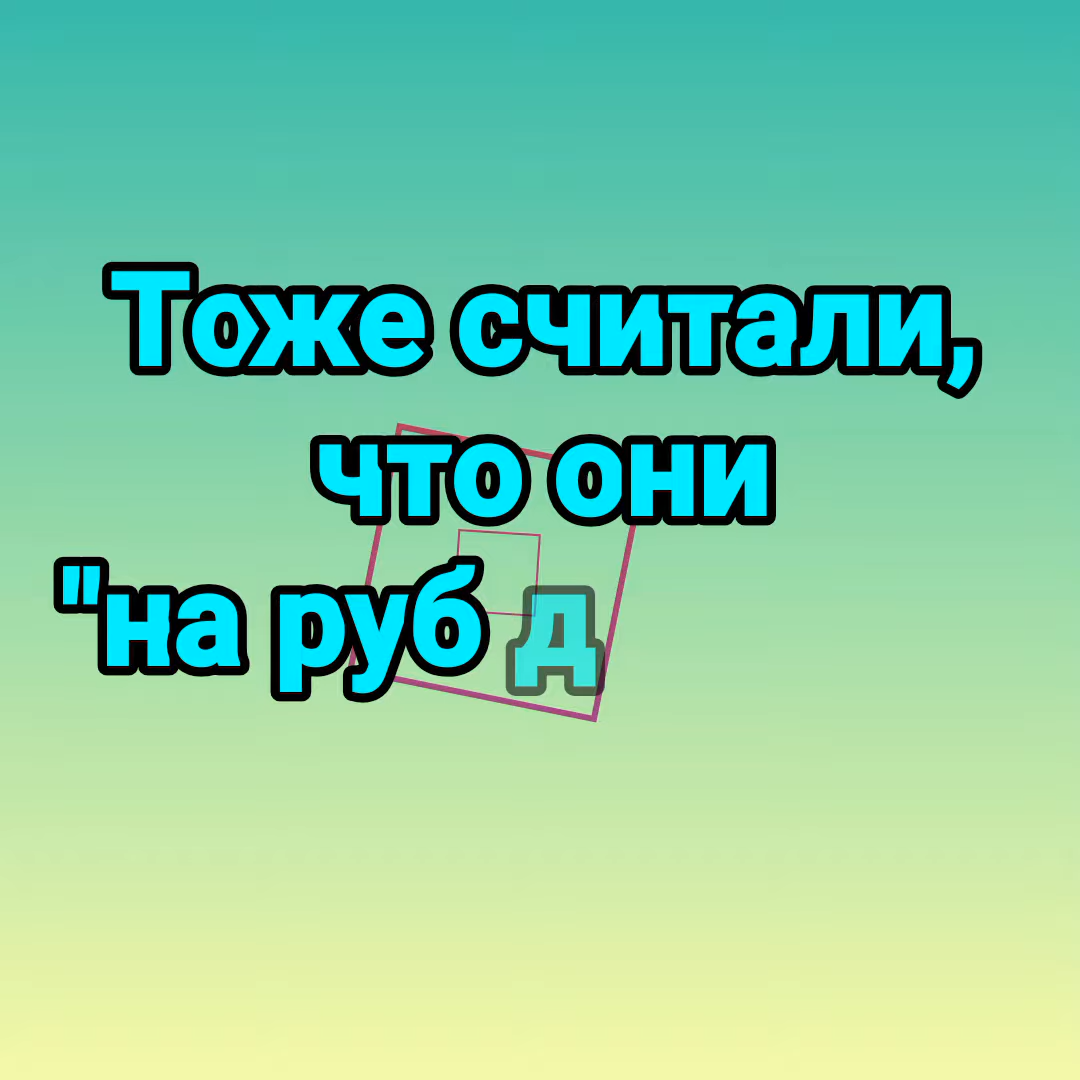 Тоже считали,
что они
"на руб д